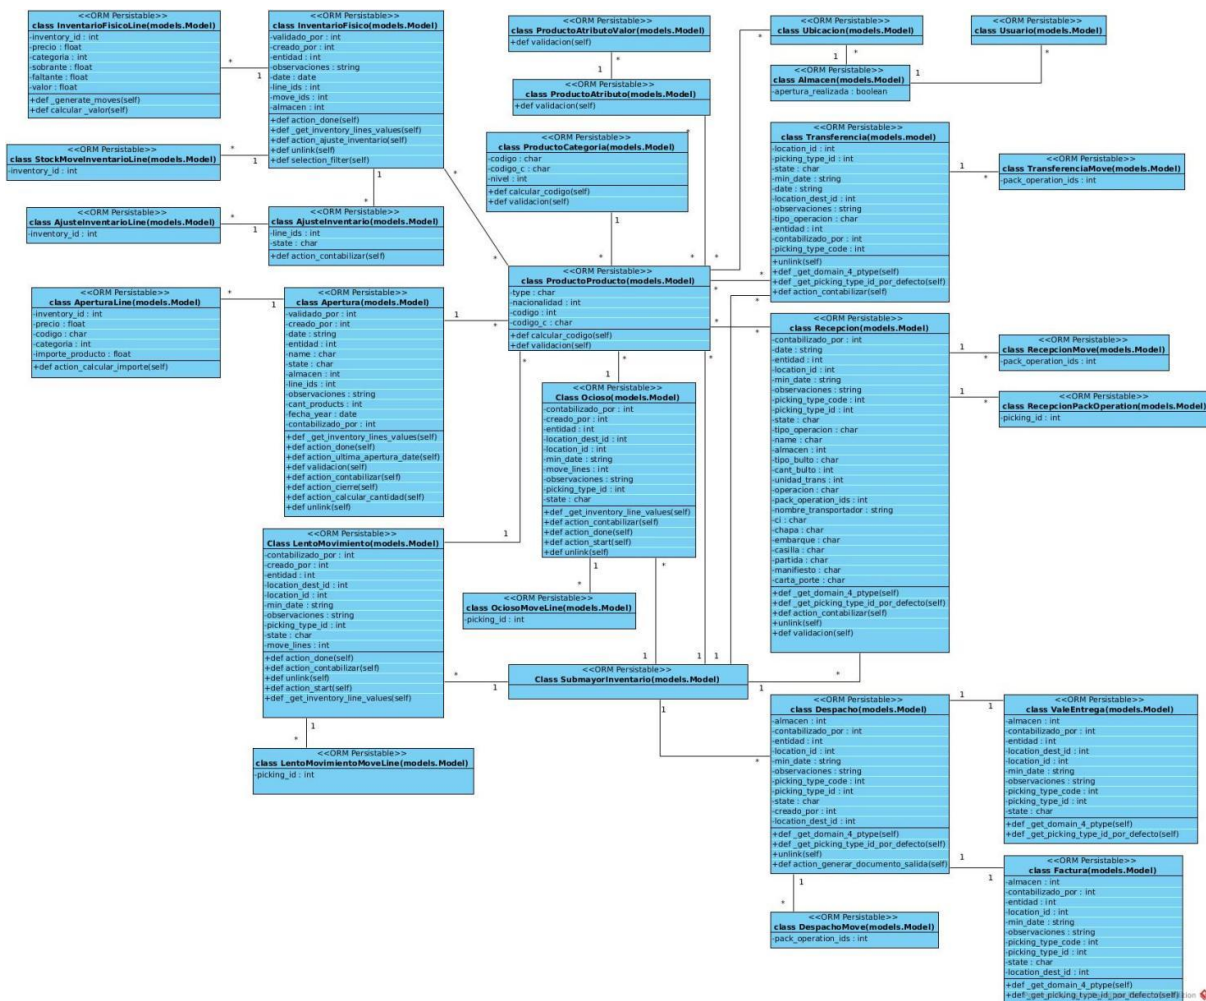 <<ORM Persistable>>
class InventarioFisicoLine(models.Model)
-inventory_id : int
-precio : float
-categoria : int
-sobrante : float
-faltante : float
-valor : float
+def _generate_moves(self)
+def calcular _valor(self)
<<ORM Persistable>>
class InventarioFisico(models.Model)
-validado_por : int
-creado_por : int
-entidad : int
-observaciones : string
-date : date
-line_ids : int
-move_ids : int
-almacen : int
+def action_done(self)
+def _get_inventory_lines_values(self)
+def action_ajuste_inventario(self)
+def unlink(self)
+def selection_filter(self)
<<ORM Persistable>>
class ProductoAtributoValor(models.Model)
+def validacion(self)
<<ORM Persistable>>
class Ubicacion(models.Model)
<<ORM Persistable>>
class Usuario(models.Model)
<<ORM Persistable>>
class ProductoAtributo(models.Model)
+def validacion(self)
<<ORM Persistable>>
class Almacen(models.Model)
-apertura_realizada : boolean
<<ORM Persistable>>
class StockMoveInventarioLine(models.Model)
-inventory_id : int
<<ORM Persistable>>
class ProductoCategoria(models.Model)
-codigo : char
-codigo_c : char
-nivel : int
+def calcular_codigo(self)
+def validacion(self)
<<ORM Persistable>>
class Transferencia(models.model)
-location_id : int
-picking_type_id : int
-state : char
-min_date : string
-date : string
-location_dest_id : int
-observaciones : string
-tipo_operacion : char
-entidad : int
-contabilizado_por : int
-picking_type_code : int
+unlink(self)
+def _get_domain_4_ptype(self)
+def _get_picking_type_id_por_defecto(self)
+def action_contabilizar(self)
<<ORM Persistable>>
class TransferenciaMove(models.Model)
-pack_operation_ids : int
<<ORM Persistable>>
class AjusteInventarioLine(models.Model)
-inventory_id : int
<<ORM Persistable>>
class AjusteInventario(models.Model)
-line_ids : int
-state : char
+def action_contabilizar(self)
<<ORM Persistable>>
class ProductoProducto(models.Model)
-type : char
-nacionalidad : int
-codigo : int
-codigo_c : char
+def calcular_codigo(self)
+def validacion(self)
<<ORM Persistable>>
class AperturaLine(models.Model)
-inventory_id : int
-precio : float
-codigo : char
-categoria : int
-importe_producto : float
+def action_calcular_importe(self)
<<ORM Persistable>>
class Apertura(models.Model)
-validado_por : int
-creado_por : int
-date : string
-entidad : int
-name : char
-state : char
-almacen : int
-line_ids : int
-observaciones : string
-cant_products : int
-fecha_year : date
-contabilizado_por : int
+def _get_inventory_lines_values(self)
+def action_done(self)
+def action_ultima_apertura_date(self)
+def validacion(self)
+def action_contabilizar(self)
+def action_cierre(self)
+def action_calcular_cantidad(self)
+def unlink(self)
<<ORM Persistable>>
class Recepcion(models.Model)
-contabilizado_por : int
-date : string
-entidad : int
-location_id : int
-min_date : string
-observaciones : string
-picking_type_code : int
-picking_type_id : int
-state : char
-tipo_operacion : char
-name : char
-almacen : int
-tipo_bulto : char
-cant_bulto : int
-unidad_trans : int
-operacion : char
-pack_operation_ids : int
-nombre_transportador : string
-ci : char
-chapa : char
-embarque : char
-casilla : char
-partida : char
-manifiesto : char
-carta_porte : char
+def _get_domain_4_ptype(self)
+def _get_picking_type_id_por_defecto(self)
+def action_contabilizar(self)
+unlink(self)
+def validacion(self)
<<ORM Persistable>>
class RecepcionMove(models.Model)
-pack_operation_ids : int
<<ORM Persistable>>
class RecepcionPackOperation(models.Model)
-picking_id : int
<<ORM Persistable>>
Class Ocioso(models.Model)
-contabilizado_por : int
-creado_por : int
-entidad : int
-location_dest_id : int
-location_id : int
-min_date : string
-move_lines : int
-observaciones : string
-picking_type_id : int
-state : char
+def _get_inventory_line_values(self)
+def action_contabilizar(self)
+def action_done(self)
+def action_start(self)
+def unlink(self)
<<ORM Persistable>>
Class LentoMovimiento(models.Model)
-contabilizado_por : int
-creado_por : int
-entidad : int
-location_dest_id : int
-location_id : int
-min_date : string
-observaciones : string
-picking_type_id : int
-state : char
-move_lines : int
+def action_done(self)
+def action_contabilizar(self)
+def unlink(self)
+def action_start(self)
+def _get_inventory_line_values(self)
<<ORM Persistable>>
class OciosoMoveLine(models.Model)
-picking_id : int
<<ORM Persistable>>
Class SubmayorInventario(models.Model)
<<ORM Persistable>>
class LentoMovimientoMoveLine(models.Model)
-picking_id : int
<<ORM Persistable>>
class Despacho(models.Model)
-almacen : int
-contabilizado_por : int
-entidad : int
-location_id : int
-min_date : string
-observaciones : string
-picking_type_code : int
-picking_type_id : int
-state : char
-creado_por : int
-location_dest_id : int
+def _get_domain_4_ptype(self)
+def _get_picking_type_id_por_defecto(self)
+unlink(self)
+def action_generar_documento_salida(self)
<<ORM Persistable>>
class ValeEntrega(models.Model)
-almacen : int
-contabilizado_por : int
-entidad : int
-location_dest_id : int
-location_id : int
-min_date : string
-observaciones : string
-picking_type_code : int
-picking_type_id : int
-state : char
+def _get_domain_4_ptype(self)
+def _get_picking_type_id_por_defecto(self)
<<ORM Persistable>>
class Factura(models.Model)
-almacen : int
-contabilizado_por : int
-entidad : int
-location_id : int
-min_date : string
-observaciones : string
-picking_type_code : int
-picking_type_id : int
-state : char
-location_dest_id : int
+def _get_domain_4_ptype(self)
+def _get_picking_type_id_por_defecto(self)
<<ORM Persistable>>
class DespachoMove(models.Model)
-pack_operation_ids : int